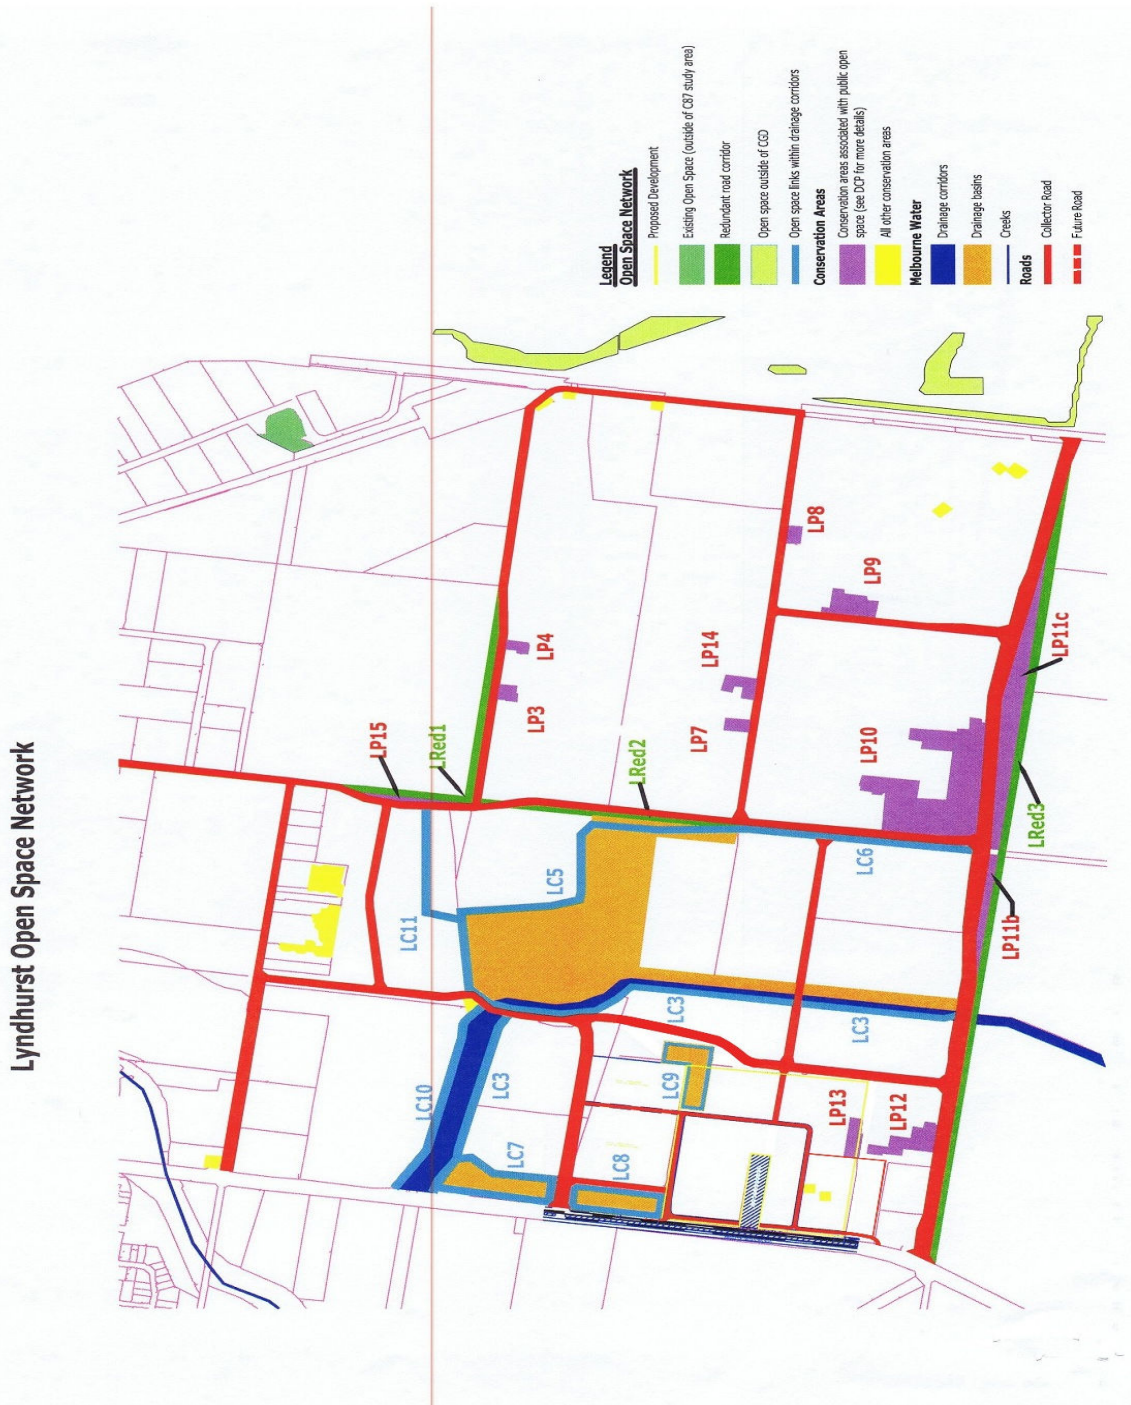 Lyndhurst Open Space Network
Legend
Open Space Network
Proposed Development
Existing Open Space (outside of C87 study area)
Redundant road corridor
Open space outside of CGD
Open space links within drainage corridors
Conservation Areas
Conservation areas associated with public open
space (see DCP for more details)
All other conservation areas
Melbourne Water
Drainage corridors
Drainage basins
Creeks
Roads
Collector Road
Future Road
LC10
LC3
LC7
LC8
LC11
LC5
LC3
LC9
LC3
LP13
LP12
LC6
LP15
LRed1
LP3
LP4
LRed2
LP7
LP14
LP10
LP8
LP9
LP11b
LRed3
LP11c